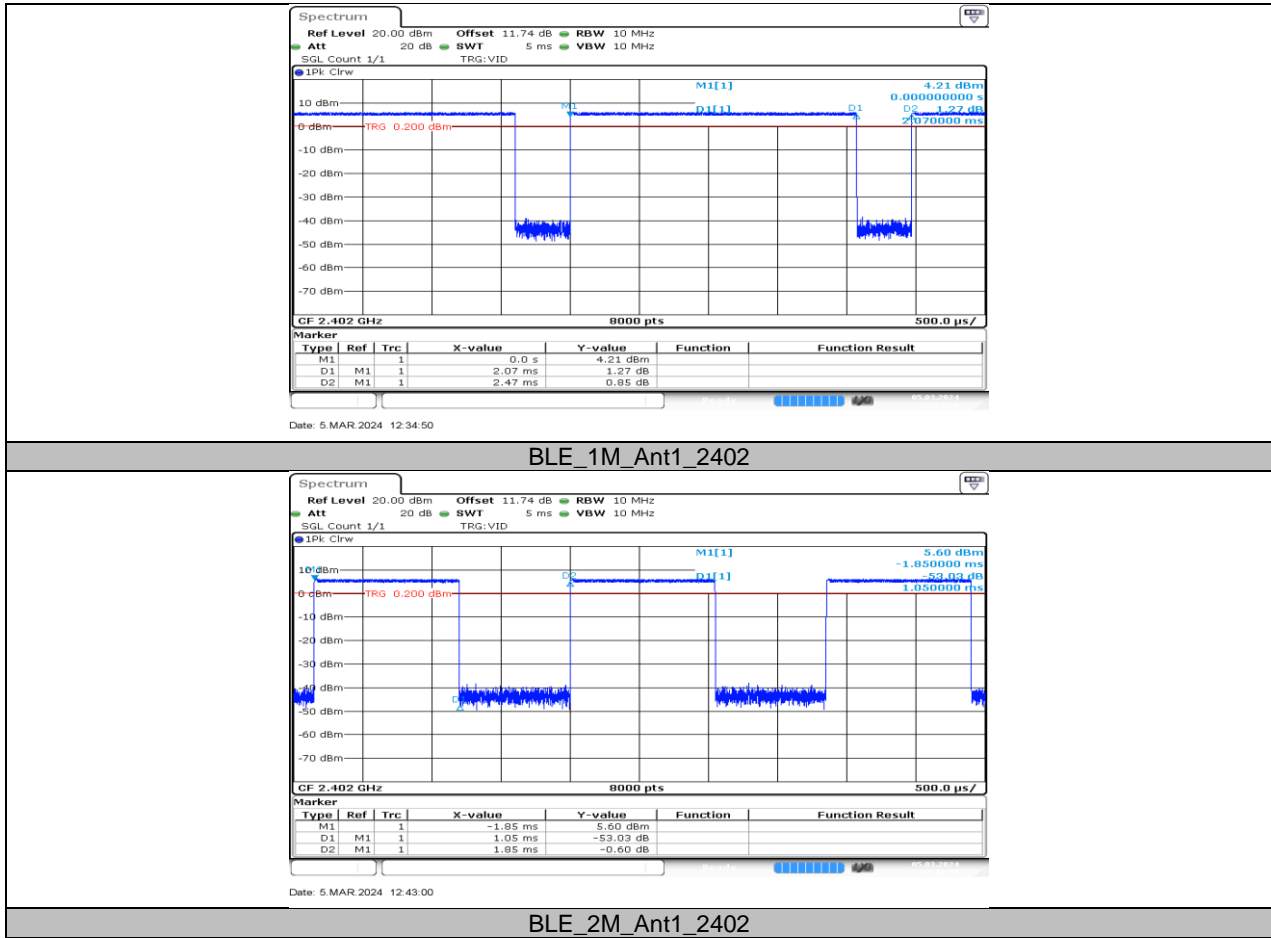 Spectrum
Ref Level 20.00 dBm Offset 11.74 dB RBW 10 MHz
Att 20 dB SWT 5 ms VBW 10 MHz
SGL Count 1/1 TRG:VID
1Pk Clrw
M1[1] 4.21 dBm
0.000000000 s
10 dBm
M1
D1[1]
D1
D2
1.27 dB
2.070000 ms
0 dBm
TRG 0.200 dBm
-10 dBm
-20 dBm
-30 dBm
-40 dBm
-50 dBm
-60 dBm
-70 dBm
CF 2.402 GHz 8000 pts 500.0 µs/
Marker
Type Ref Trc X-value Y-value Function Function Result
M1 1 0.0 s 4.21 dBm
D1 M1 1 2.07 ms 1.27 dB
D2 M1 1 2.47 ms 0.85 dB
05.03.2024
Date: 5.MAR.2024 12:34:50
BLE_1M_Ant1_2402
Spectrum
Ref Level 20.00 dBm Offset 11.74 dB RBW 10 MHz
Att 20 dB SWT 5 ms VBW 10 MHz
SGL Count 1/1 TRG:VID
1Pk Clrw
M1[1] 5.60 dBm
-1.850000 ms
10 dBm
D2
D1[1] -53.03 dB
1.050000 ms
0 dBm
TRG 0.200 dBm
-10 dBm
-20 dBm
-30 dBm
-40 dBm
-50 dBm
-60 dBm
-70 dBm
CF 2.402 GHz 8000 pts 500.0 µs/
Marker
Type Ref Trc X-value Y-value Function Function Result
M1 1 -1.85 ms 5.60 dBm
D1 M1 1 1.05 ms -53.03 dB
D2 M1 1 1.85 ms -0.60 dB
05.03.2024
Date: 5.MAR.2024 12:43:00
BLE_2M_Ant1_2402